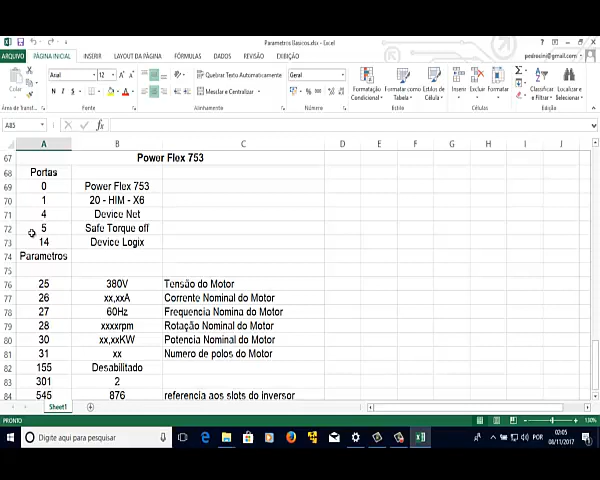 Parametros Basicos.xlsx - Excel
ARQUIVO PÁGINA INICIAL INSERIR LAYOUT DA PÁGINA FÓRMULAS DADOS REVISÃO EXIBIÇÃO
Colar
Arial 12
N I S
Quebrar Texto Automaticamente
Mesclar e Centralizar
Geral
Formatação Condicional
Formatar como Tabela
Estilos de Célula
Inserir Excluir
Classificar e Filtrar
Localizar e
Área de Transf... Fonte Alinhamento Número Estilo Células Edição
A85
A B C D E F G H I J
67 Power Flex 753
68 Portas
69 0 Power Flex 753
70 1 20 - HIM - X6
71 4 Device Net
72 5 Safe Torque off
73 14 Device Logix
74 Parametros
75
76 25 380V Tensão do Motor
77 26 xx,xxA Corrente Nominal do Motor
78 27 60Hz Frequencia Nomina do Motor
79 28 xxxxrpm Rotação Nominal do Motor
80 30 xx,xxKW Potencia Nominal do Motor
81 31 xx Numero de polos do Motor
82 155 Desabilitado
83 301 2
84 545 876 referencia aos slots do inversor
Sheet1
PRONTO 130%
Digite aqui para pesquisar
POR
02:05
08/11/2017